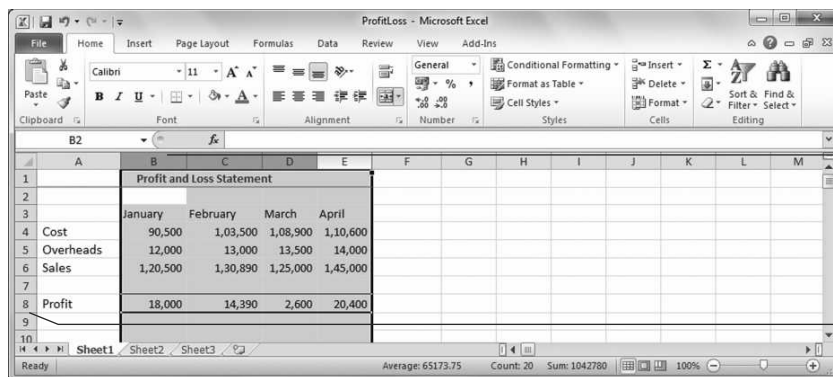 ProfitLoss - Microsoft Excel
File Home Insert Page Layout Formulas Data Review View Add-Ins
Paste
Clipboard
Calibri 11 A A
B I U A
Font
Alignment
General
% ,
Number
Conditional Formatting
Format as Table
Cell Styles
Styles
Insert
Delete
Format
Cells
Σ
Sort & Filter
Find & Select
Editing
B2 fx
A B C D E F G H I J K L M
1 Profit and Loss Statement
2
3 January February March April
4 Cost 90,500 1,03,500 1,08,900 1,10,600
5 Overheads 12,000 13,000 13,500 14,000
6 Sales 1,20,500 1,30,890 1,25,000 1,45,000
7
8 Profit 18,000 14,390 2,600 20,400
9
10
Sheet1 Sheet2 Sheet3
Ready Average: 65173.75 Count: 20 Sum: 1042780 100%